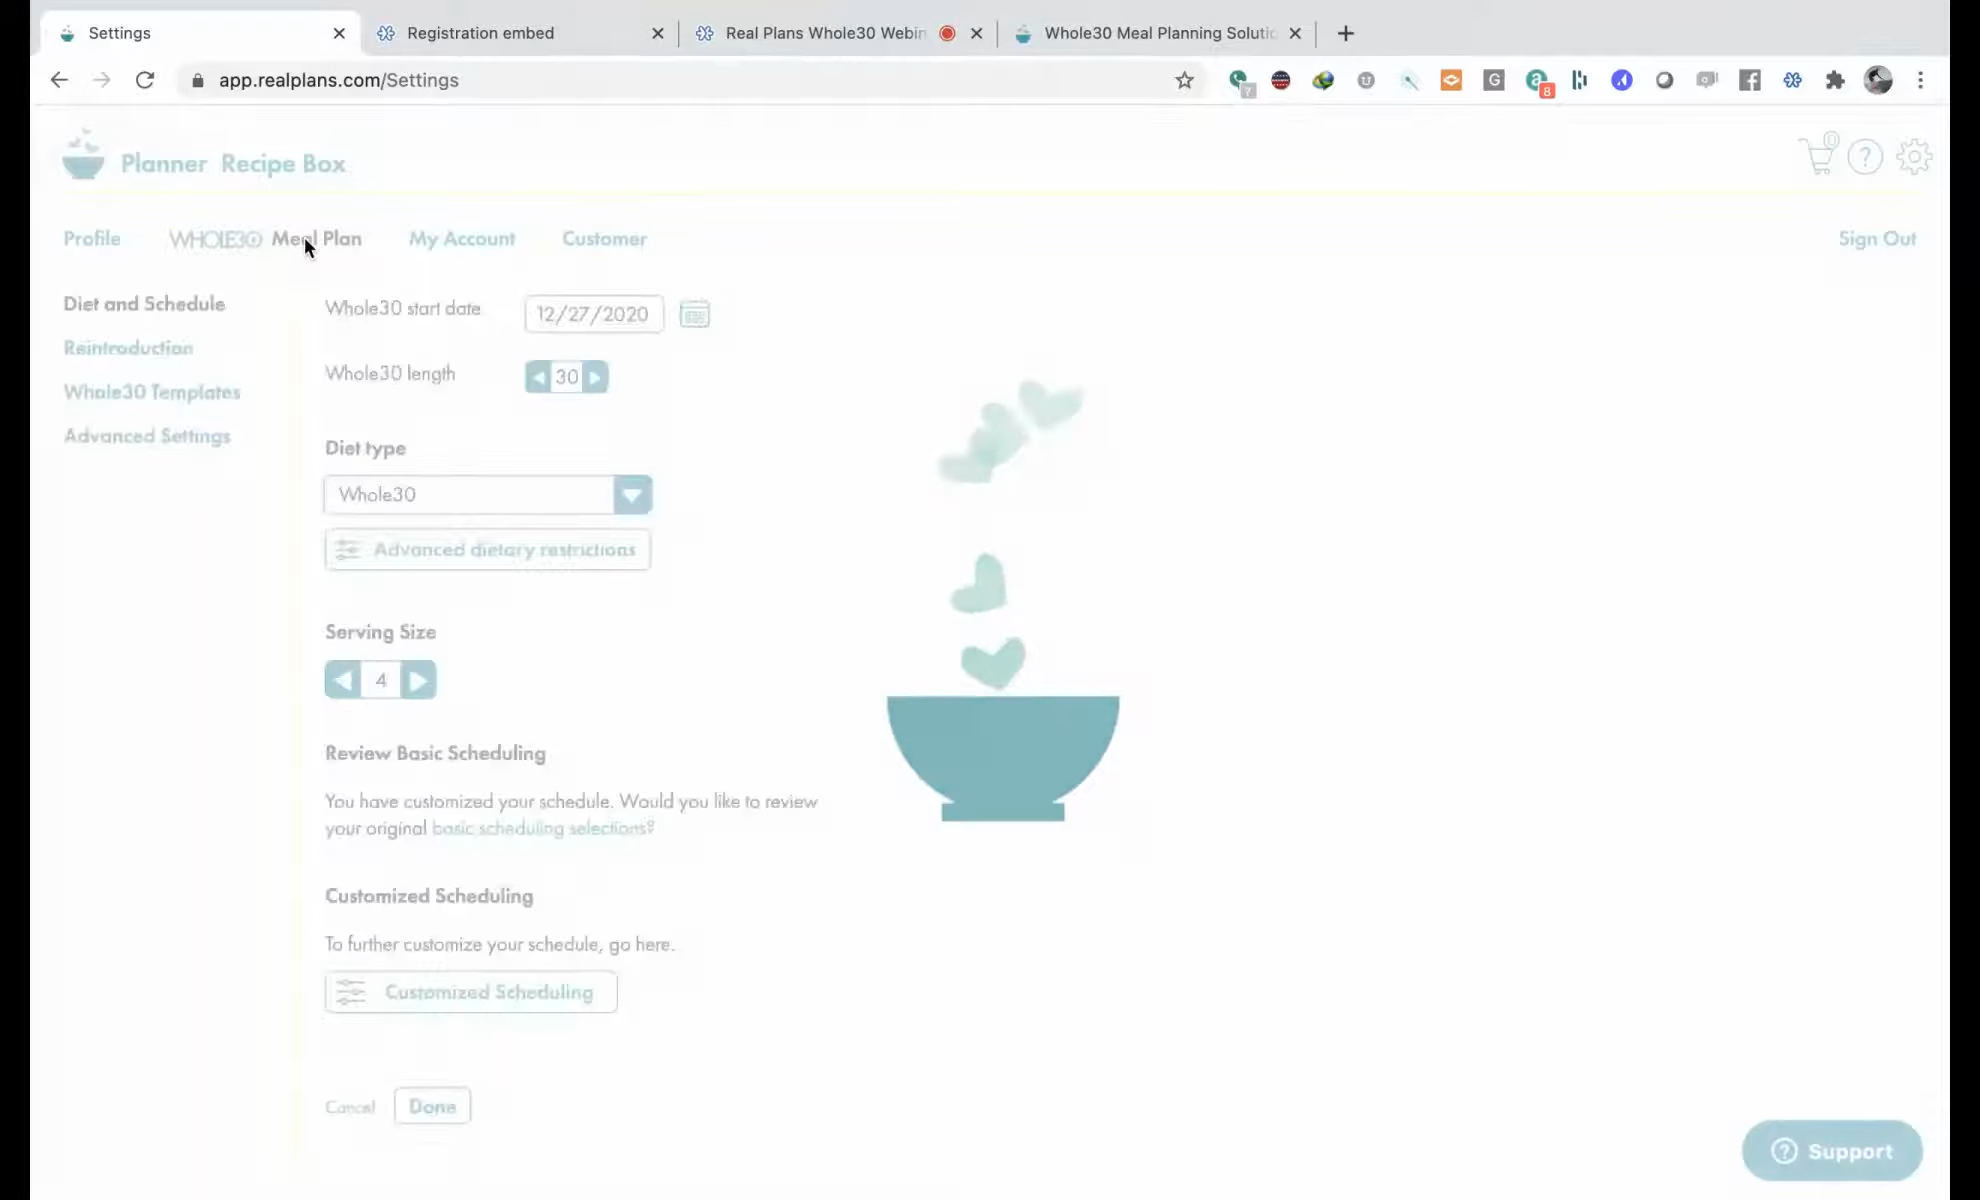 Settings
Registration embed
Real Plans Whole30 Webin
Whole30 Meal Planning Solutic
app.realplans.com/Settings
7
G
a
8
Planner Recipe Box
0
?
Profile
WHOLE30 Meal Plan
My Account
Customer
Sign Out
Diet and Schedule
Reintroduction
Whole30 Templates
Advanced Settings
Whole30 start date
12/27/2020
Whole30 length
30
Diet type
Whole30
Advanced dietary restrictions
Serving Size
4
Review Basic Scheduling
You have customized your schedule. Would you like to review
your original basic scheduling selections?
Customized Scheduling
To further customize your schedule, go here.
Customized Scheduling
Cancel
Done
? Support